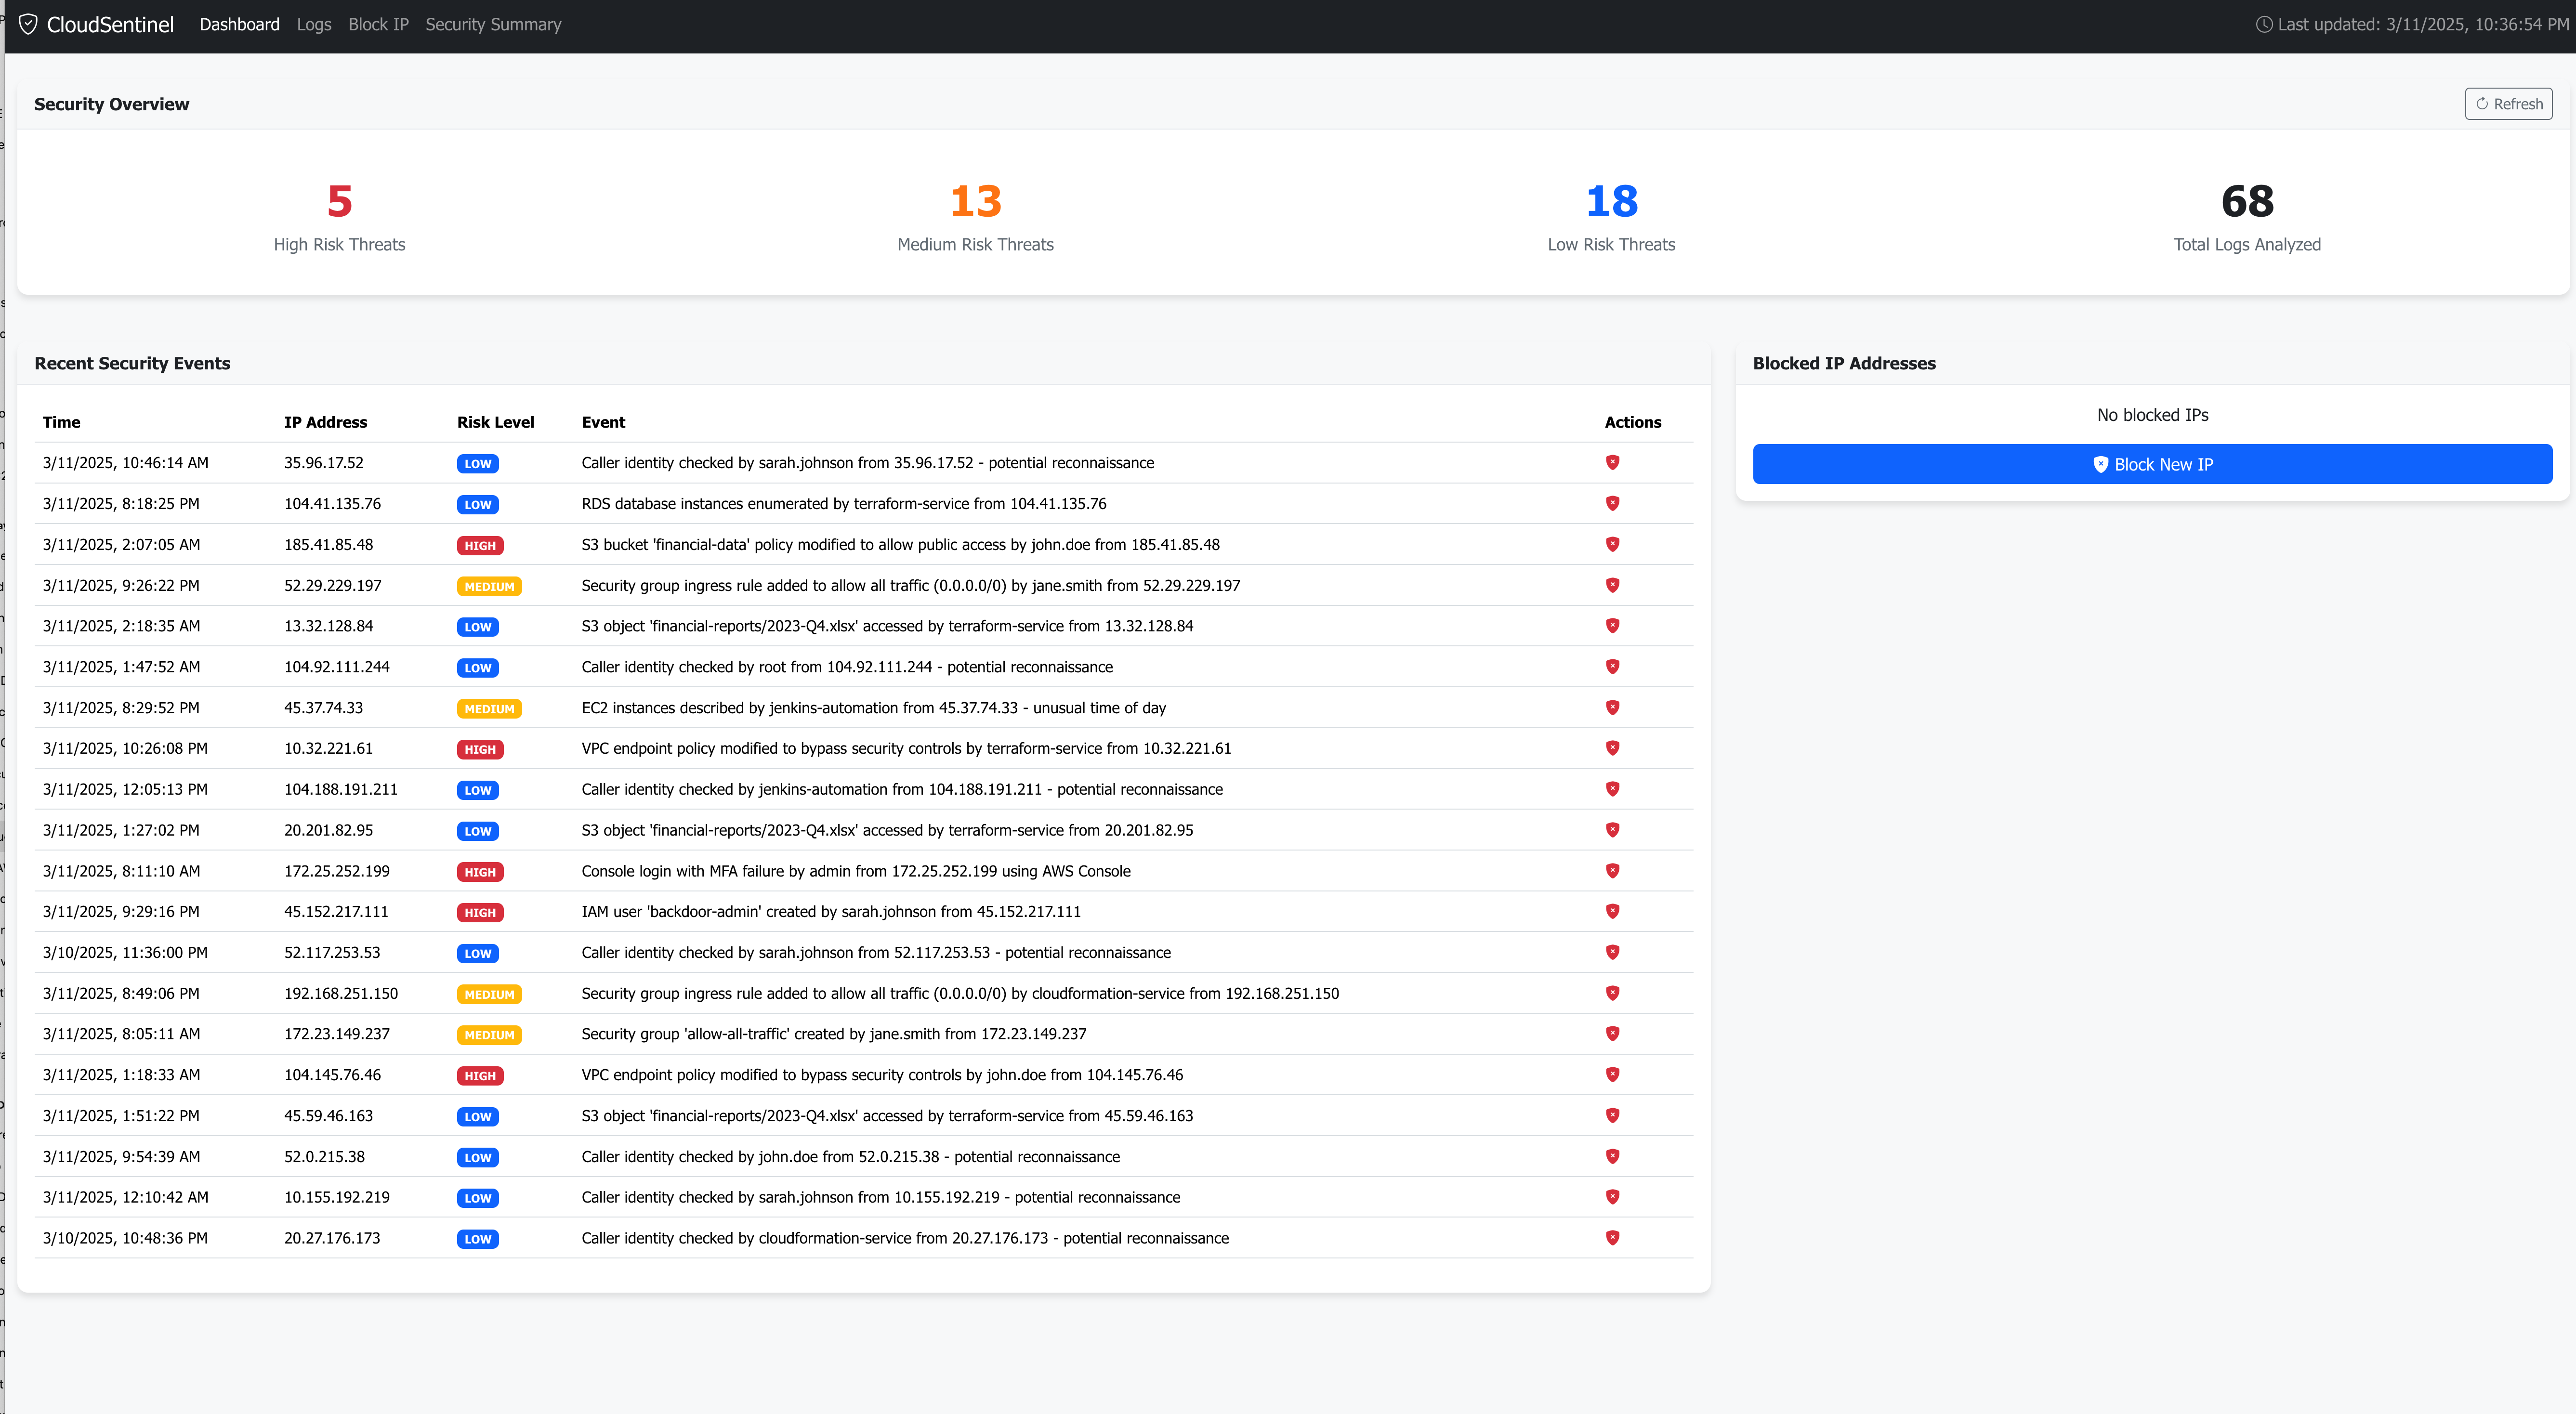 CloudSentinel Dashboard Logs Block IP Security Summary Last updated: 3/11/2025, 10:36:54 PM
Security Overview Refresh
5 13 18 68
High Risk Threats Medium Risk Threats Low Risk Threats Total Logs Analyzed
Recent Security Events
Time IP Address Risk Level Event Actions
3/11/2025, 10:46:14 AM 35.96.17.52 LOW Caller identity checked by sarah.johnson from 35.96.17.52 - potential reconnaissance
3/11/2025, 8:18:25 PM 104.41.135.76 LOW RDS database instances enumerated by terraform-service from 104.41.135.76
3/11/2025, 2:07:05 AM 185.41.85.48 HIGH S3 bucket 'financial-data' policy modified to allow public access by john.doe from 185.41.85.48
3/11/2025, 9:26:22 PM 52.29.229.197 MEDIUM Security group ingress rule added to allow all traffic (0.0.0.0/0) by jane.smith from 52.29.229.197
3/11/2025, 2:18:35 AM 13.32.128.84 LOW S3 object 'financial-reports/2023-Q4.xlsx' accessed by terraform-service from 13.32.128.84
3/11/2025, 1:47:52 AM 104.92.111.244 LOW Caller identity checked by root from 104.92.111.244 - potential reconnaissance
3/11/2025, 8:29:52 PM 45.37.74.33 MEDIUM EC2 instances described by jenkins-automation from 45.37.74.33 - unusual time of day
3/11/2025, 10:26:08 PM 10.32.221.61 HIGH VPC endpoint policy modified to bypass security controls by terraform-service from 10.32.221.61
3/11/2025, 12:05:13 PM 104.188.191.211 LOW Caller identity checked by jenkins-automation from 104.188.191.211 - potential reconnaissance
3/11/2025, 1:27:02 PM 20.201.82.95 LOW S3 object 'financial-reports/2023-Q4.xlsx' accessed by terraform-service from 20.201.82.95
3/11/2025, 8:11:10 AM 172.25.252.199 HIGH Console login with MFA failure by admin from 172.25.252.199 using AWS Console
3/11/2025, 9:29:16 PM 45.152.217.111 HIGH IAM user 'backdoor-admin' created by sarah.johnson from 45.152.217.111
3/10/2025, 11:36:00 PM 52.117.253.53 LOW Caller identity checked by sarah.johnson from 52.117.253.53 - potential reconnaissance
3/11/2025, 8:49:06 PM 192.168.251.150 MEDIUM Security group ingress rule added to allow all traffic (0.0.0.0/0) by cloudformation-service from 192.168.251.150
3/11/2025, 8:05:11 AM 172.23.149.237 MEDIUM Security group 'allow-all-traffic' created by jane.smith from 172.23.149.237
3/11/2025, 1:18:33 AM 104.145.76.46 HIGH VPC endpoint policy modified to bypass security controls by john.doe from 104.145.76.46
3/11/2025, 1:51:22 PM 45.59.46.163 LOW S3 object 'financial-reports/2023-Q4.xlsx' accessed by terraform-service from 45.59.46.163
3/11/2025, 9:54:39 AM 52.0.215.38 LOW Caller identity checked by john.doe from 52.0.215.38 - potential reconnaissance
3/11/2025, 12:10:42 AM 10.155.192.219 LOW Caller identity checked by sarah.johnson from 10.155.192.219 - potential reconnaissance
3/10/2025, 10:48:36 PM 20.27.176.173 LOW Caller identity checked by cloudformation-service from 20.27.176.173 - potential reconnaissance
Blocked IP Addresses
No blocked IPs
Block New IP